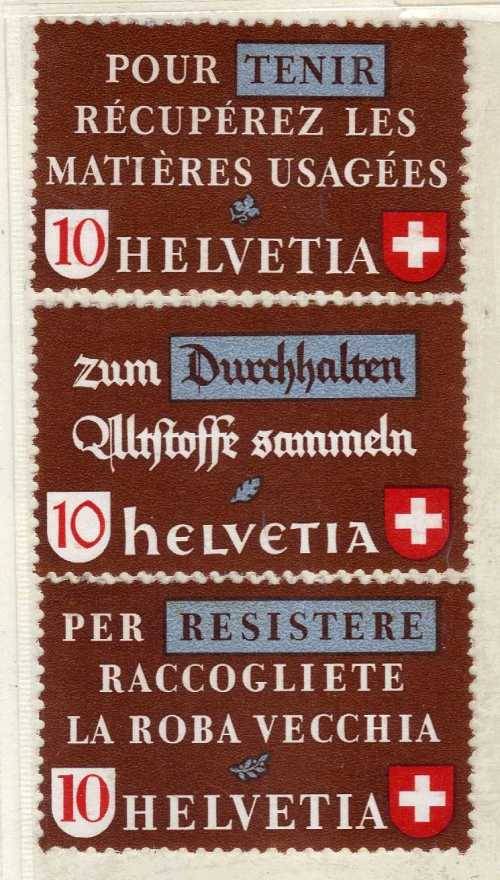 POUR TENIR
RÉCUPÉREZ LES
MATIÈRES USAGÉES
10 HELVETIA
zum Durchhalten
Altstoffe sammeln
10 HELVETIA
PER RESISTERE
RACCOGLIETE
LA ROBA VECCHIA
10 HELVETIA